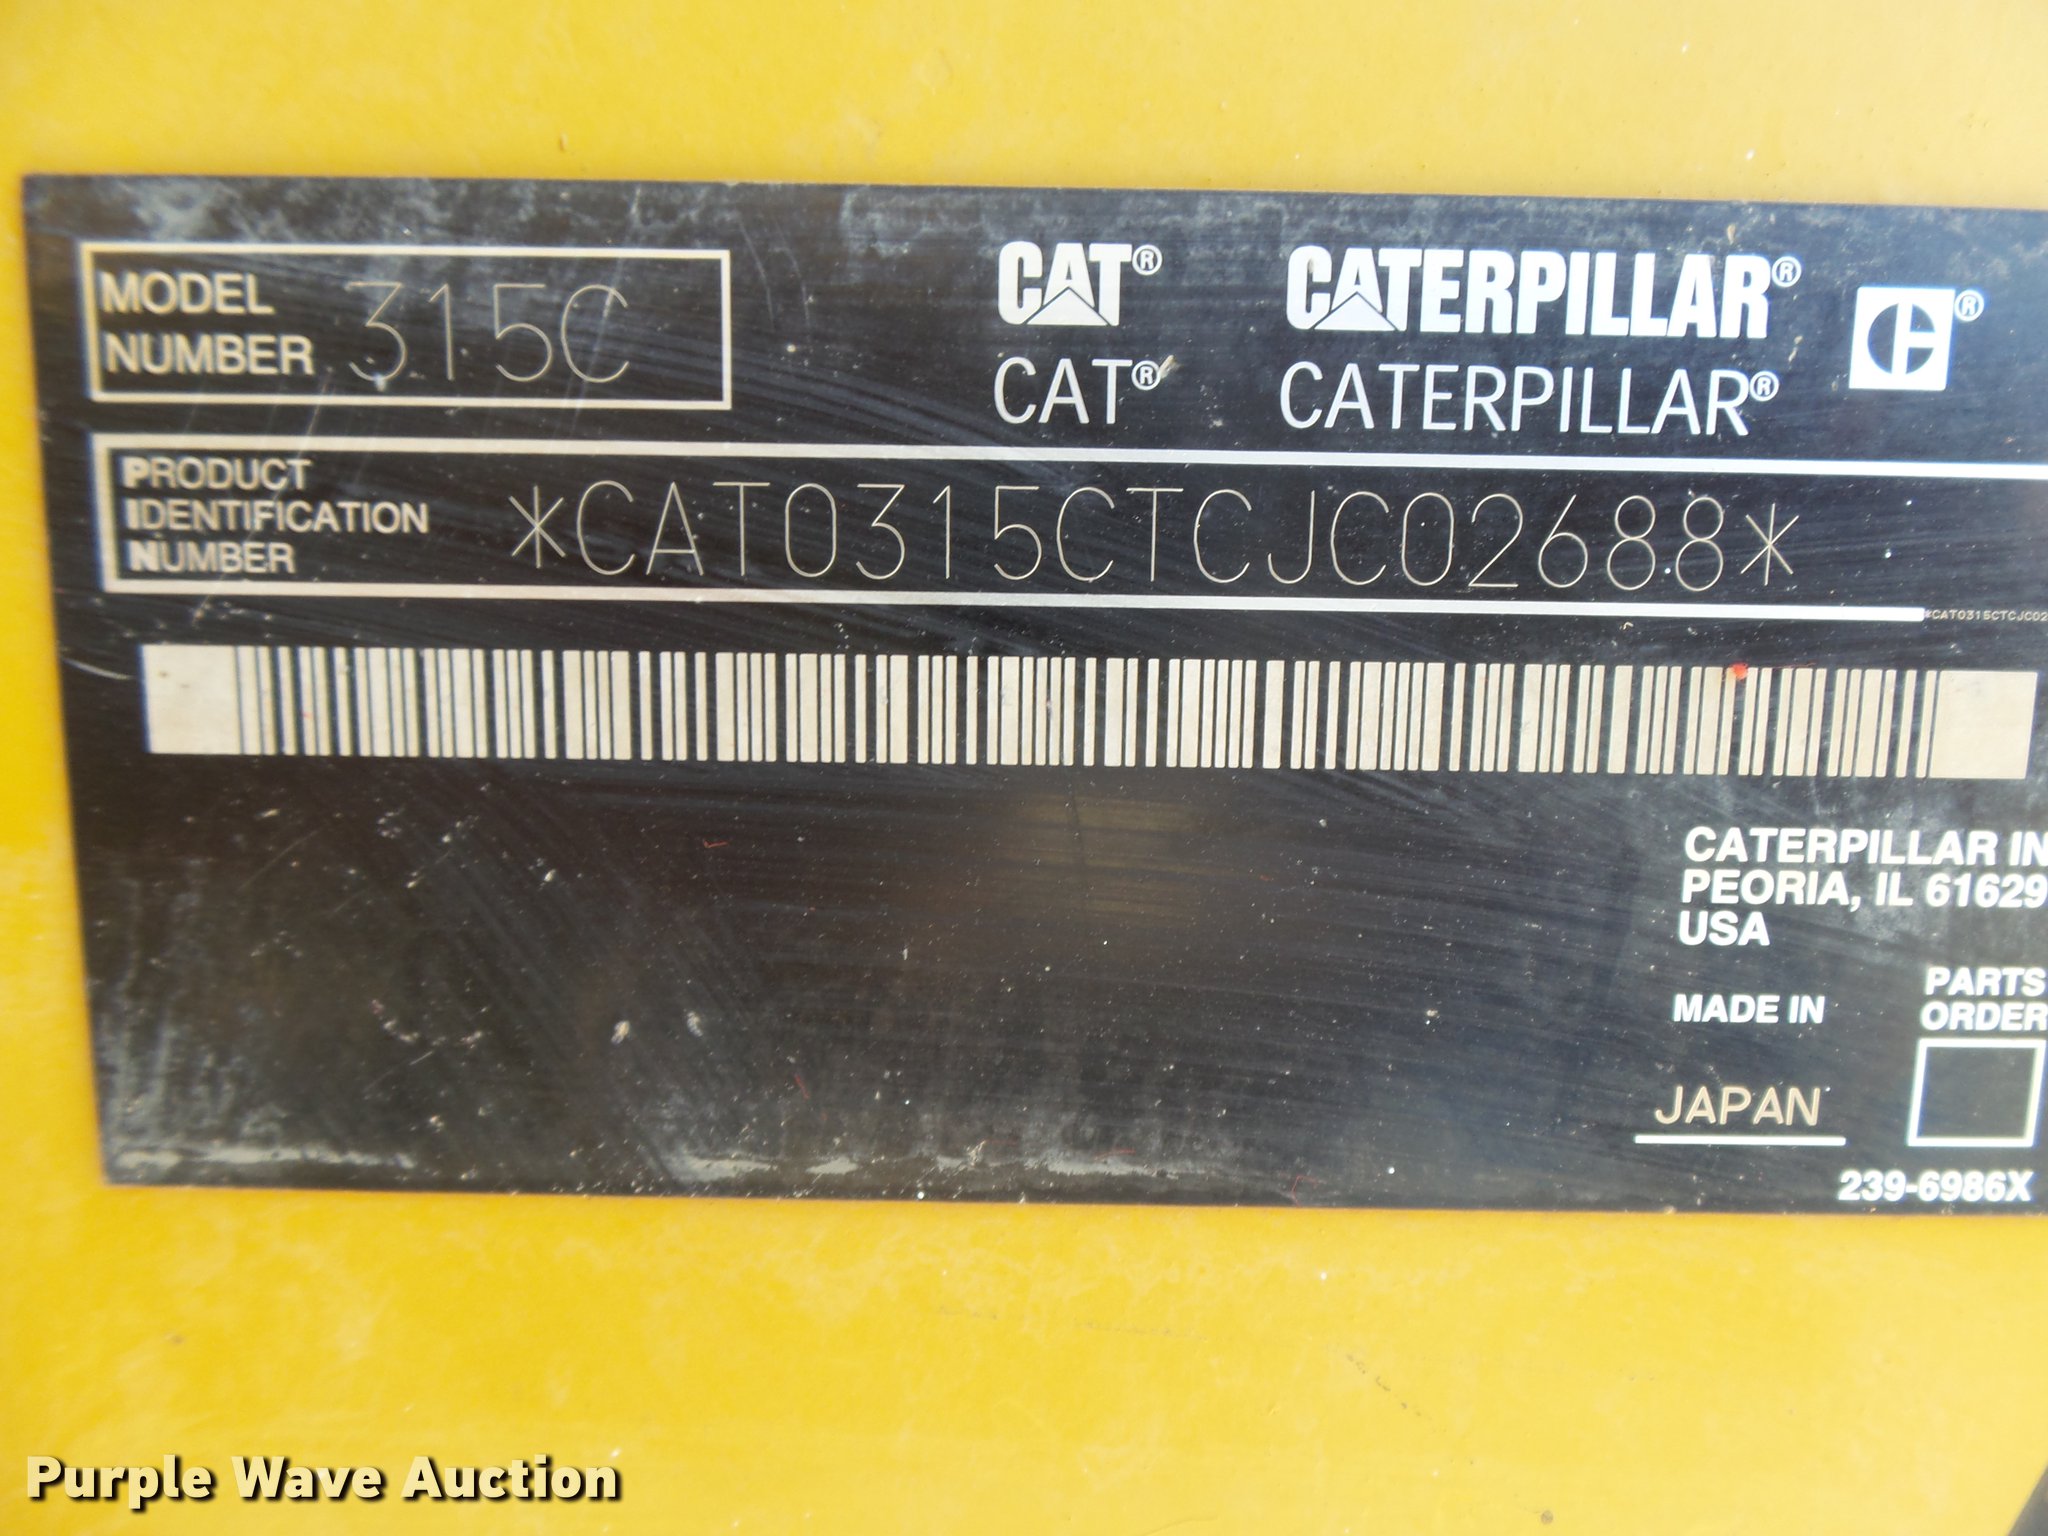 MODEL
NUMBER 315C
CAT® CATERPILLAR®
CAT® CATERPILLAR®
PRODUCT
IDENTIFICATION
NUMBER
*CAT0315CTCJC02688*
*CAT0315CTCJC02
CATERPILLAR IN
PEORIA, IL 61629
USA
MADE IN
JAPAN
PARTS
ORDER
239-6986X
Purple Wave Auction